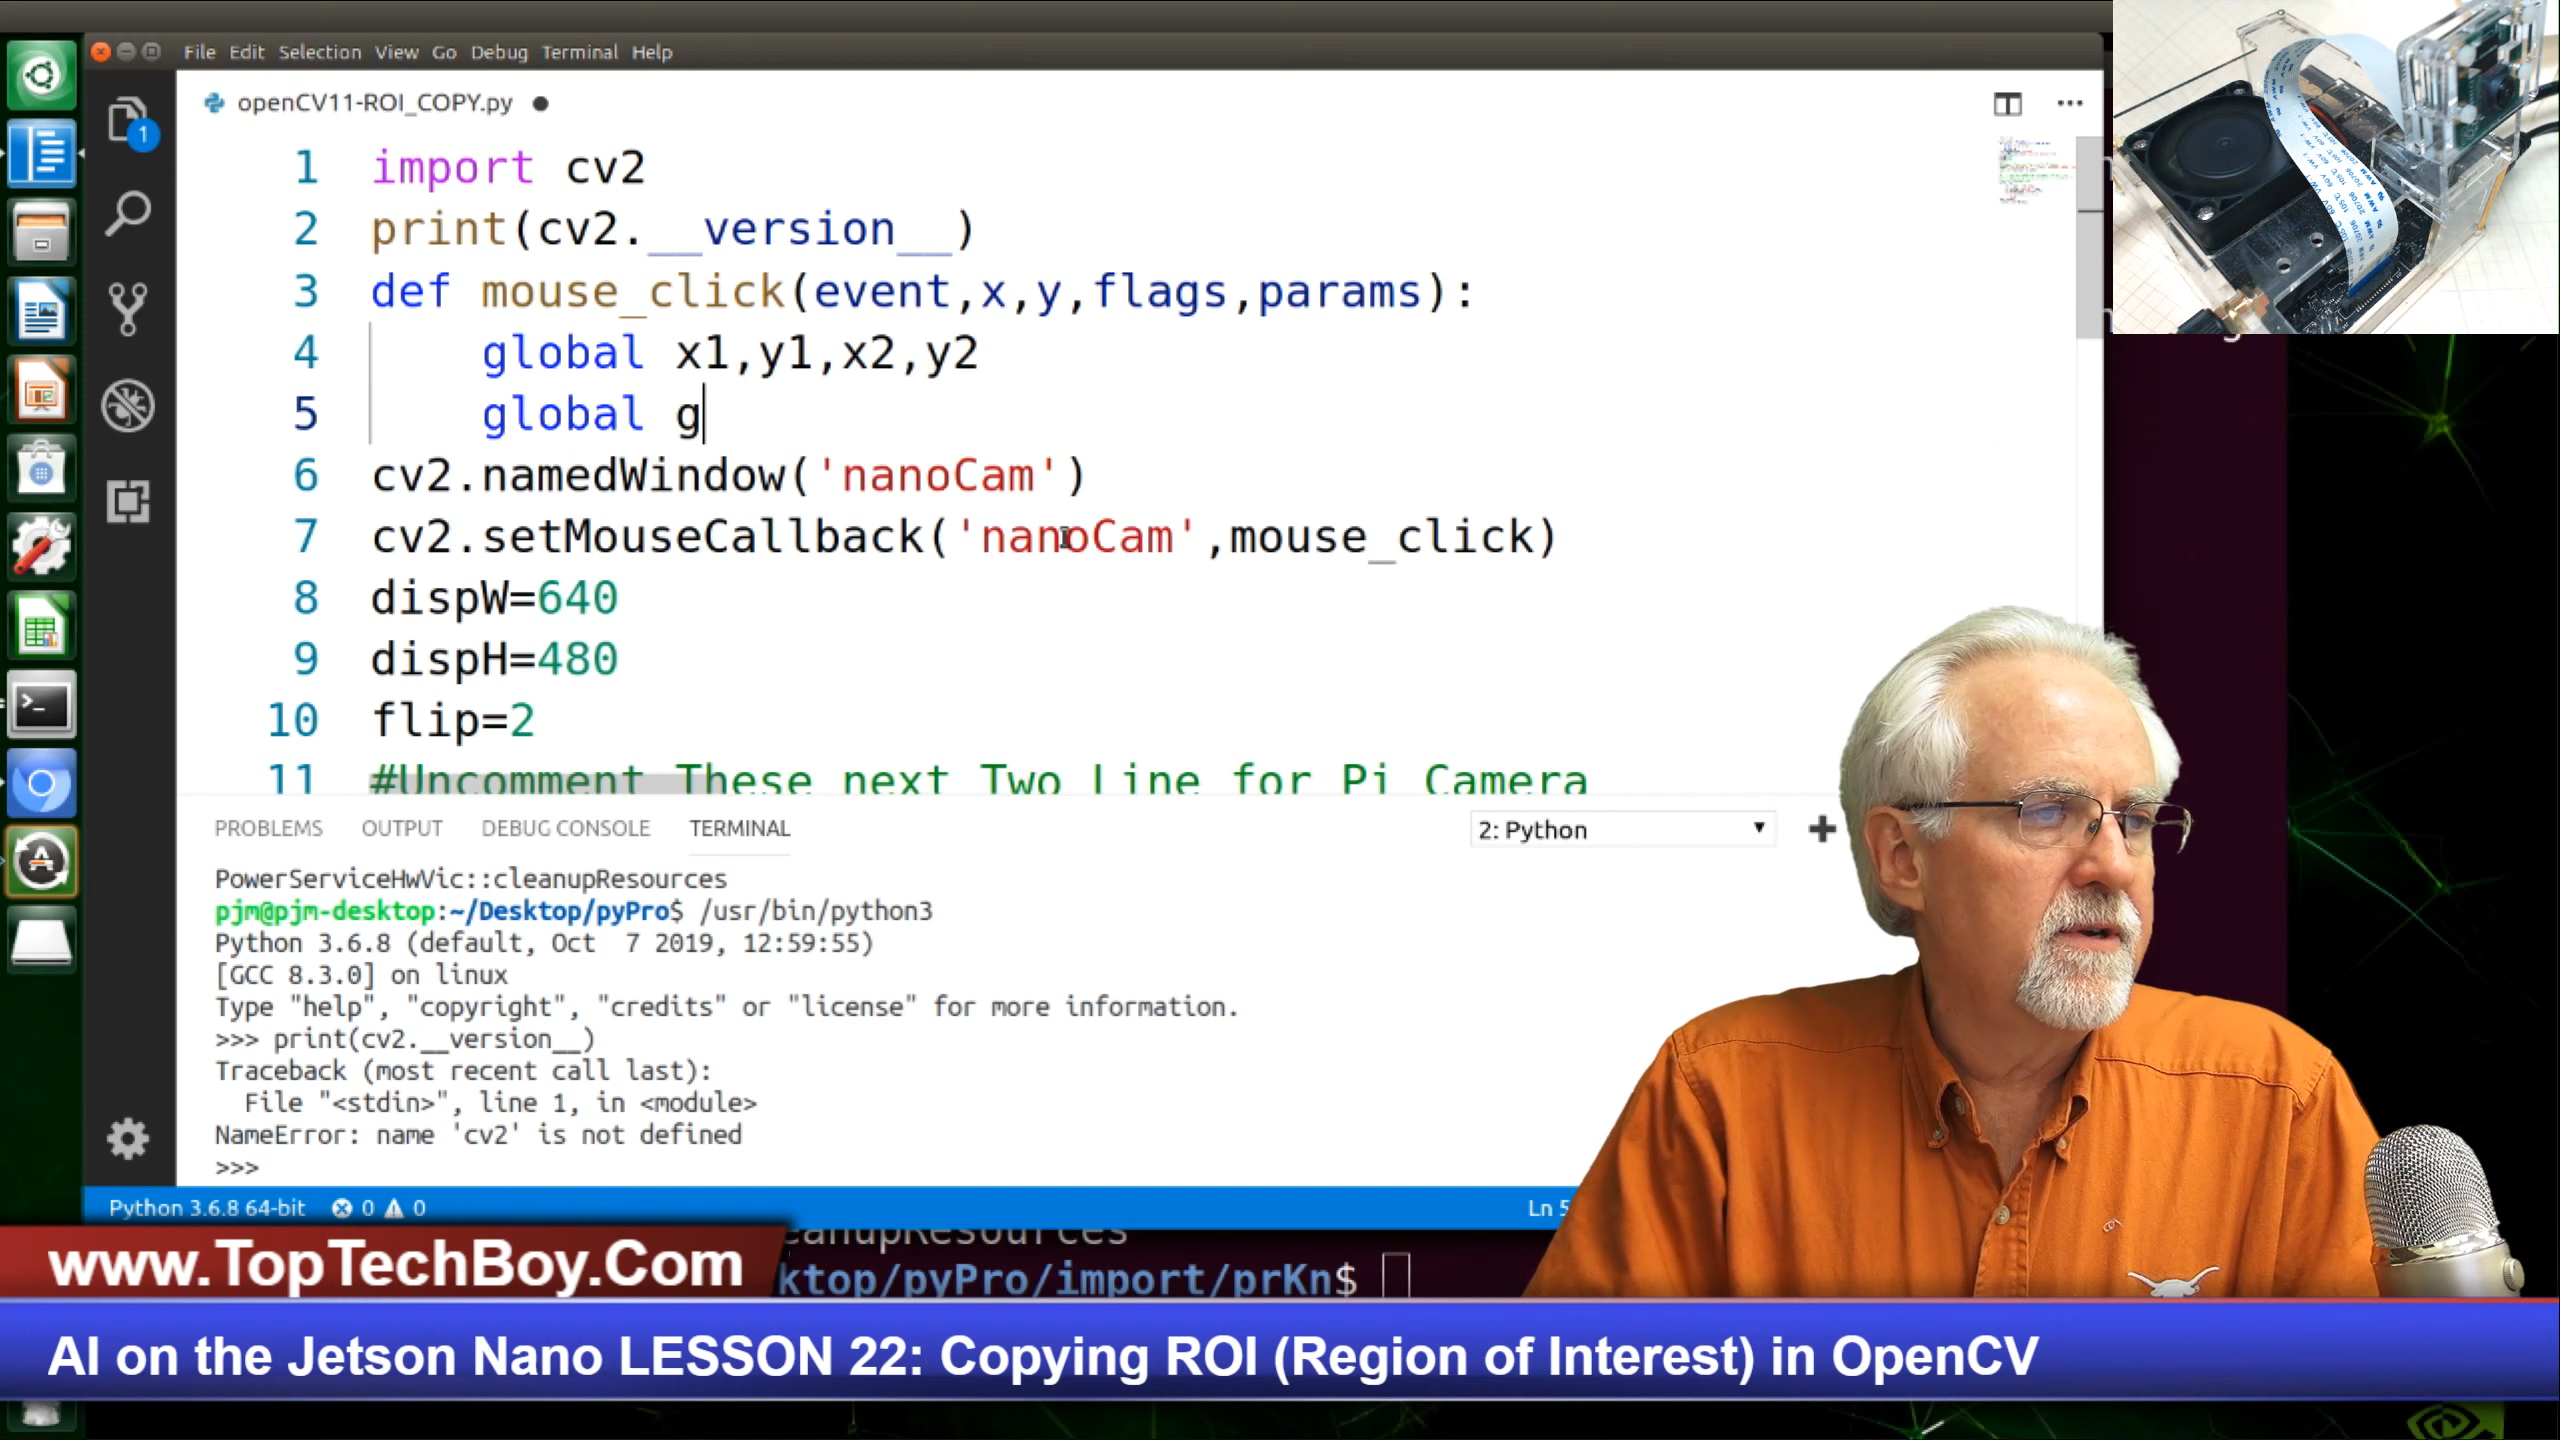 File Edit Selection View Go Debug Terminal Help
openCV11-ROI_COPY.py
1
1 import cv2
2 print(cv2.__version__)
3 def mouse_click(event,x,y,flags,params):
4 global x1,y1,x2,y2
5 global g
6 cv2.namedWindow('nanoCam')
7 cv2.setMouseCallback('nanoCam',mouse_click)
8 dispW=640
9 dispH=480
10 flip=2
11 #Uncomment These next Two Line for Pi Camera
PROBLEMS OUTPUT DEBUG CONSOLE TERMINAL
2: Python
PowerServiceHwVic::cleanupResources
pjm@pjm-desktop:~/Desktop/pyPro$ /usr/bin/python3
Python 3.6.8 (default, Oct  7 2019, 12:59:55)
[GCC 8.3.0] on linux
Type "help", "copyright", "credits" or "license" for more information.
>>> print(cv2.__version__)
Traceback (most recent call last):
File "<stdin>", line 1, in <module>
NameError: name 'cv2' is not defined
>>>
Python 3.6.8 64-bit 0 0
Ln 5
eanupResources
ktop/pyPro/import/prKn$
www.TopTechBoy.Com
AI on the Jetson Nano LESSON 22: Copying ROI (Region of Interest) in OpenCV